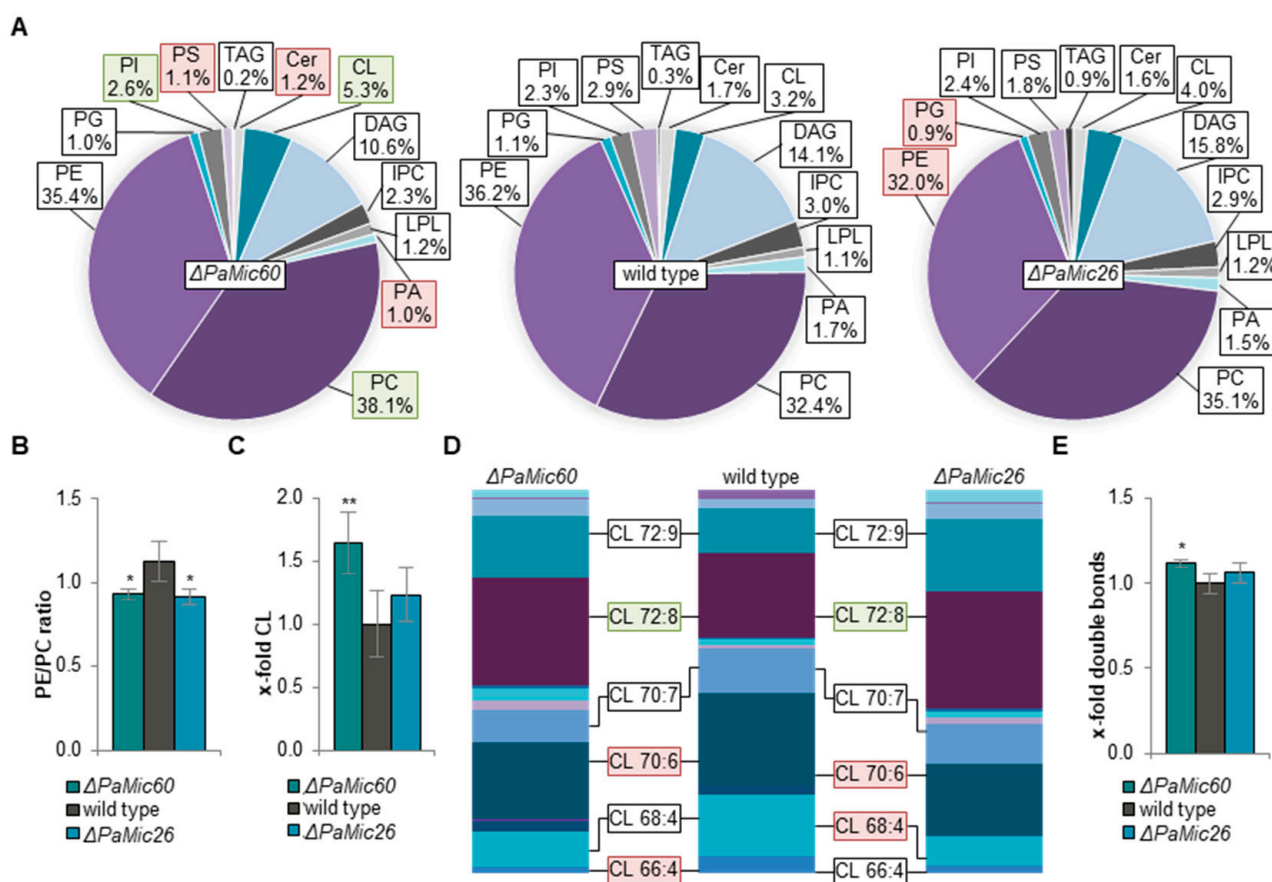 A
PI
2.6%
PS
1.1%
TAG
0.2%
Cer
1.2%
CL
5.3%
PG
1.0%
DAG
10.6%
PE
35.4%
IPC
2.3%
LPL
1.2%
ΔPaMic60
PA
1.0%
PC
38.1%
PI
2.3%
PS
2.9%
TAG
0.3%
Cer
1.7%
CL
3.2%
PG
1.1%
DAG
14.1%
PE
36.2%
IPC
3.0%
LPL
1.1%
wild type
PA
1.7%
PC
32.4%
PI
2.4%
PS
1.8%
TAG
0.9%
Cer
1.6%
CL
4.0%
PG
0.9%
DAG
15.8%
PE
32.0%
IPC
2.9%
LPL
1.2%
ΔPaMic26
PA
1.5%
PC
35.1%
B
PE/PC ratio
1.5
1.0
0.5
0.0
*
*
ΔPaMic60
wild type
ΔPaMic26
C
x-fold CL
2.0
1.5
1.0
0.5
0.0
**
ΔPaMic60
wild type
ΔPaMic26
D
ΔPaMic60
wild type
ΔPaMic26
CL 72:9
CL 72:8
CL 70:7
CL 70:6
CL 68:4
CL 66:4
CL 72:9
CL 72:8
CL 70:7
CL 70:6
CL 68:4
CL 66:4
E
x-fold double bonds
1.5
1.0
0.5
0.0
*
ΔPaMic60
wild type
ΔPaMic26